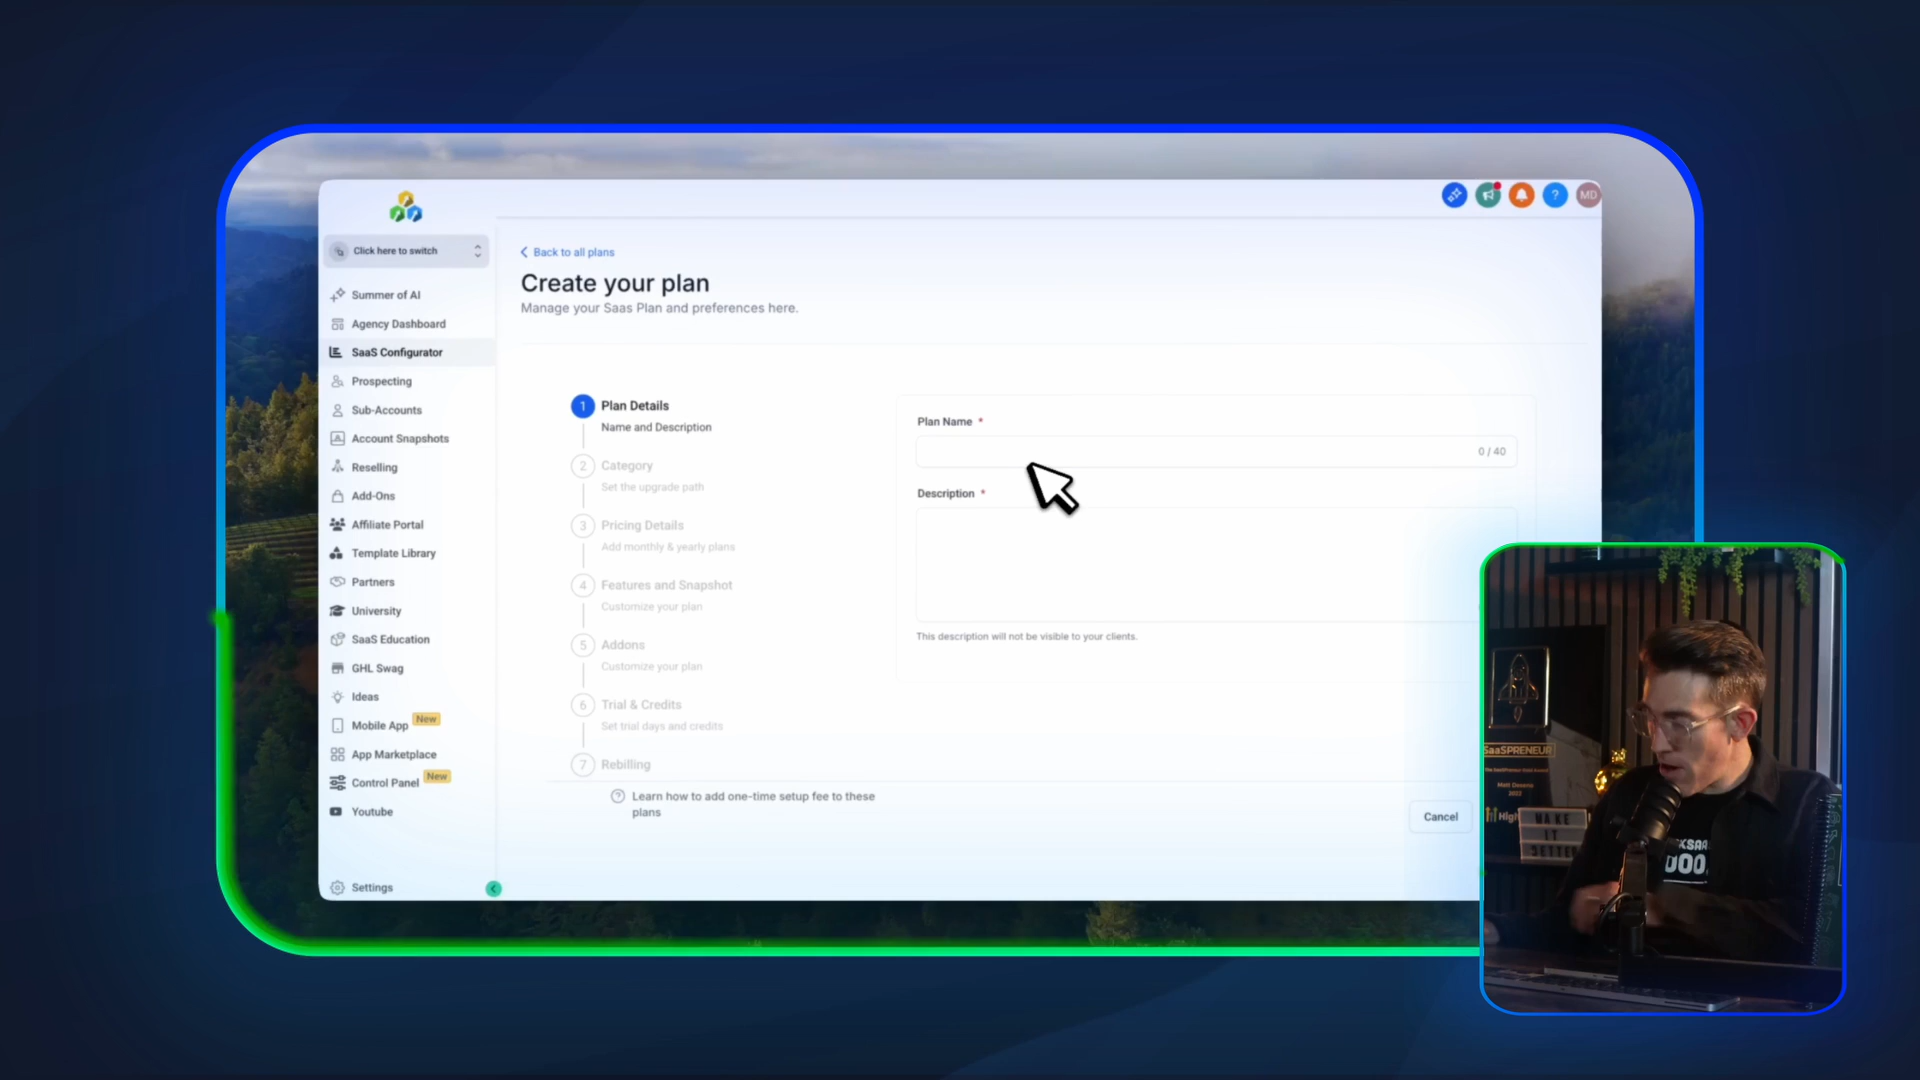 MD
Click here to switch
Summer of AI
Agency Dashboard
SaaS Configurator
Prospecting
Sub-Accounts
Account Snapshots
Reselling
Add-Ons
Affiliate Portal
Template Library
Partners
University
SaaS Education
GHL Swag
Ideas
Mobile App New
App Marketplace
Control Panel New
Youtube
Settings
Back to all plans
Create your plan
Manage your Saas Plan and preferences here.
1 Plan Details
Name and Description
2 Category
Set the upgrade path
3 Pricing Details
Add monthly & yearly plans
4 Features and Snapshot
Customize your plan
5 Addons
Customize your plan
6 Trial & Credits
Set trial days and credits
7 Rebilling
? Learn how to add one-time setup fee to these
plans
Plan Name *
0 / 40
Description *
This description will not be visible to your clients.
Cancel
SaaSPRENEUR
2022
High
MAKE
IT